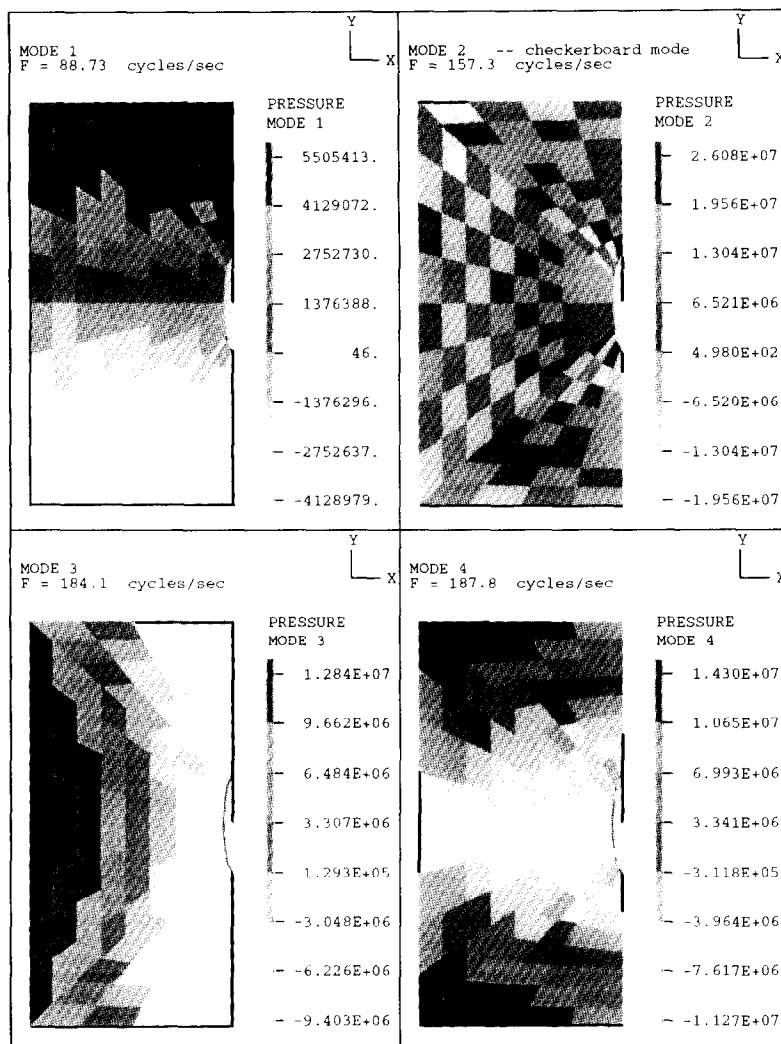 MODE 1
F = 88.73 cycles/sec
Y
X
PRESSURE
MODE 1
5505413.
4129072.
2752730.
1376388.
46.
-1376296.
-2752637.
-4128979.
MODE 2 -- checkerboard mode
F = 157.3 cycles/sec
Y
X
PRESSURE
MODE 2
2.608E+07
1.956E+07
1.304E+07
6.521E+06
4.980E+02
-6.520E+06
-1.304E+07
-1.956E+07
MODE 3
F = 184.1 cycles/sec
Y
X
PRESSURE
MODE 3
1.284E+07
9.662E+06
6.484E+06
3.307E+06
1.293E+05
-3.048E+06
-6.226E+06
-9.403E+06
MODE 4
F = 187.8 cycles/sec
Y
X
PRESSURE
MODE 4
1.430E+07
1.065E+07
6.993E+06
3.341E+06
-3.118E+05
-3.964E+06
-7.617E+06
-1.127E+07